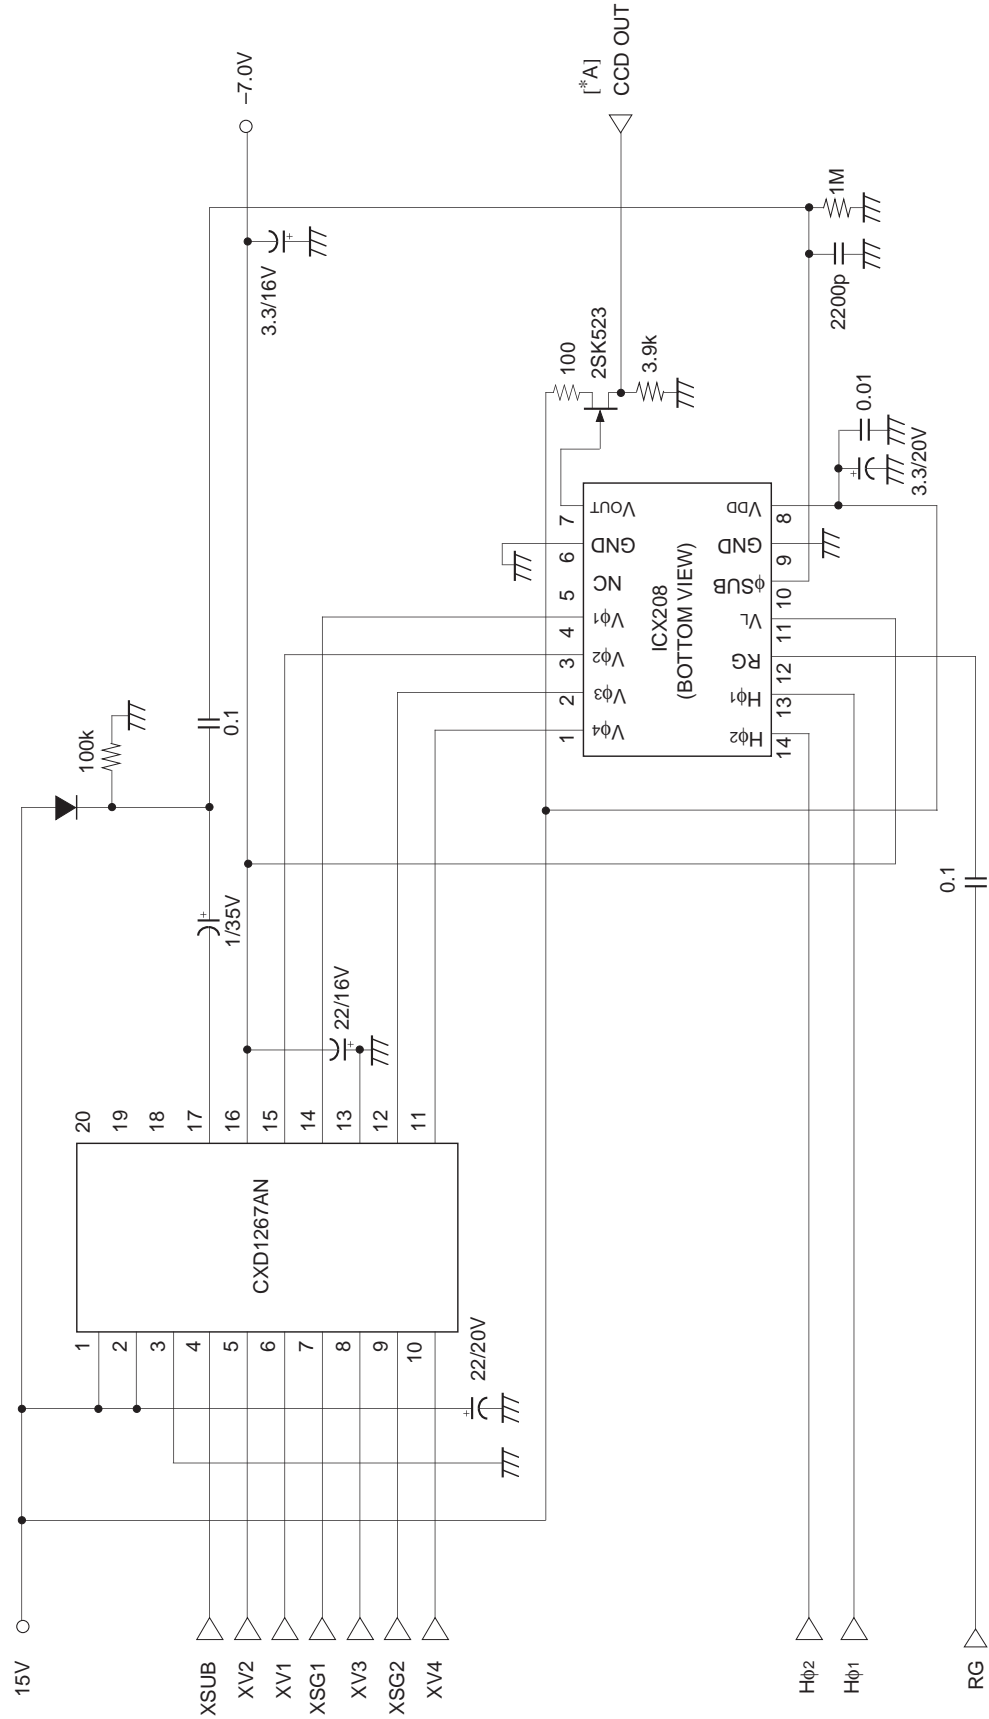 15V
XSUB
XV2
XV1
XSG1
XV3
XSG2
XV4
Hϕ2
Hϕ1
RG
22/20V
1
2
3
4
5
6
7
8
9
10
CXD1267AN
20
19
18
17
16
15
14
13
12
11
22/16V
1/35V
100k
0.1
0.1
–7.0V
3.3/16V
[*A]
CCD OUT
100
2SK523
3.9k
1M
2200p
0.01
3.3/20V
1
2
3
4
5
6
7
Vϕ4
Vϕ3
Vϕ2
Vϕ1
NC
GND
VOUT
ICX208
(BOTTOM VIEW)
Hϕ2
Hϕ1
RG
VL
ϕSUB
GND
VDD
14
13
12
11
10
9
8